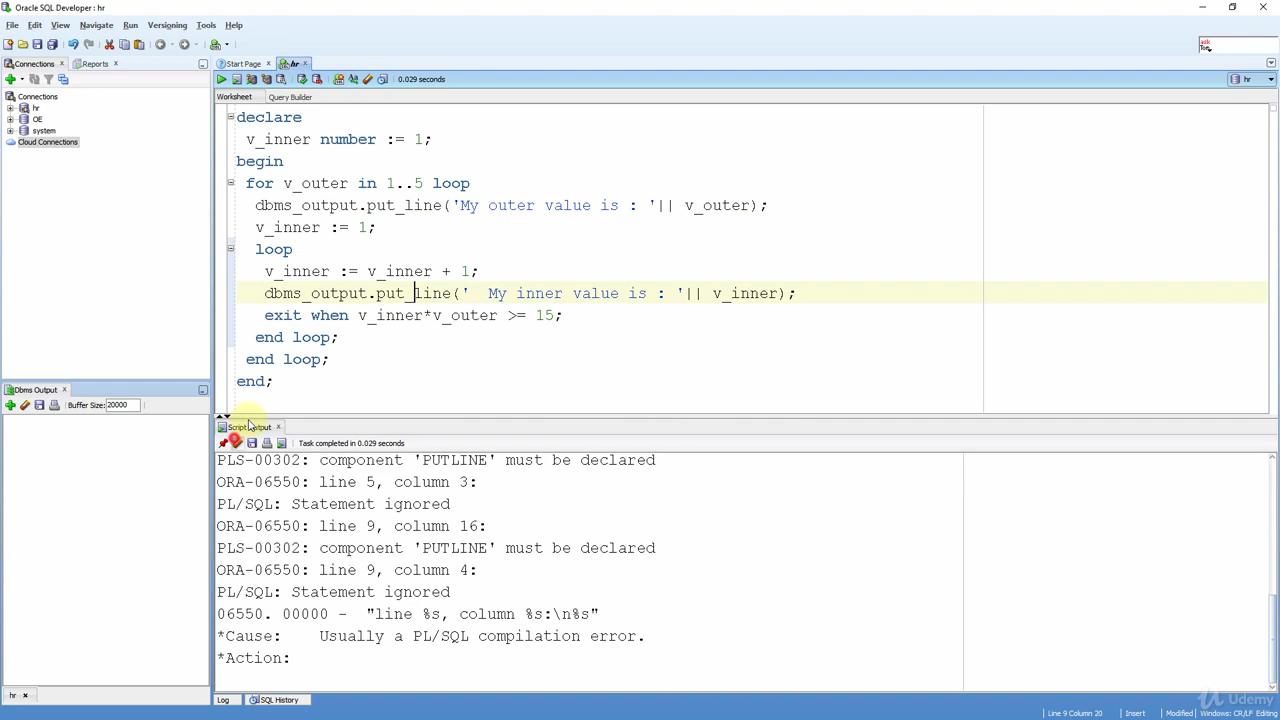 Oracle SQL Developer : hr
File Edit View Navigate Run Versioning Tools Help
Connections Reports
Start Page hr
0.029 seconds
hr
Worksheet Query Builder
Connections
hr
OE
system
Cloud Connections
declare
v_inner number := 1;
begin
for v_outer in 1..5 loop
dbms_output.put_line('My outer value is : '|| v_outer);
v_inner := 1;
loop
v_inner := v_inner + 1;
dbms_output.put_line('  My inner value is : '|| v_inner);
exit when v_inner*v_outer >= 15;
end loop;
end loop;
end;
Dbms Output
Buffer Size: 20000
hr
Script Output
Task completed in 0.029 seconds
PLS-00302: component 'PUTLINE' must be declared
ORA-06550: line 5, column 3:
PL/SQL: Statement ignored
ORA-06550: line 9, column 16:
PLS-00302: component 'PUTLINE' must be declared
ORA-06550: line 9, column 4:
PL/SQL: Statement ignored
06550. 00000 -  "line %s, column %s:\n%s"
*Cause:    Usually a PL/SQL compilation error.
*Action:
Log SQL History
Udemy
Line 9 Column 20 Insert Modified Windows: CR/LF Editing